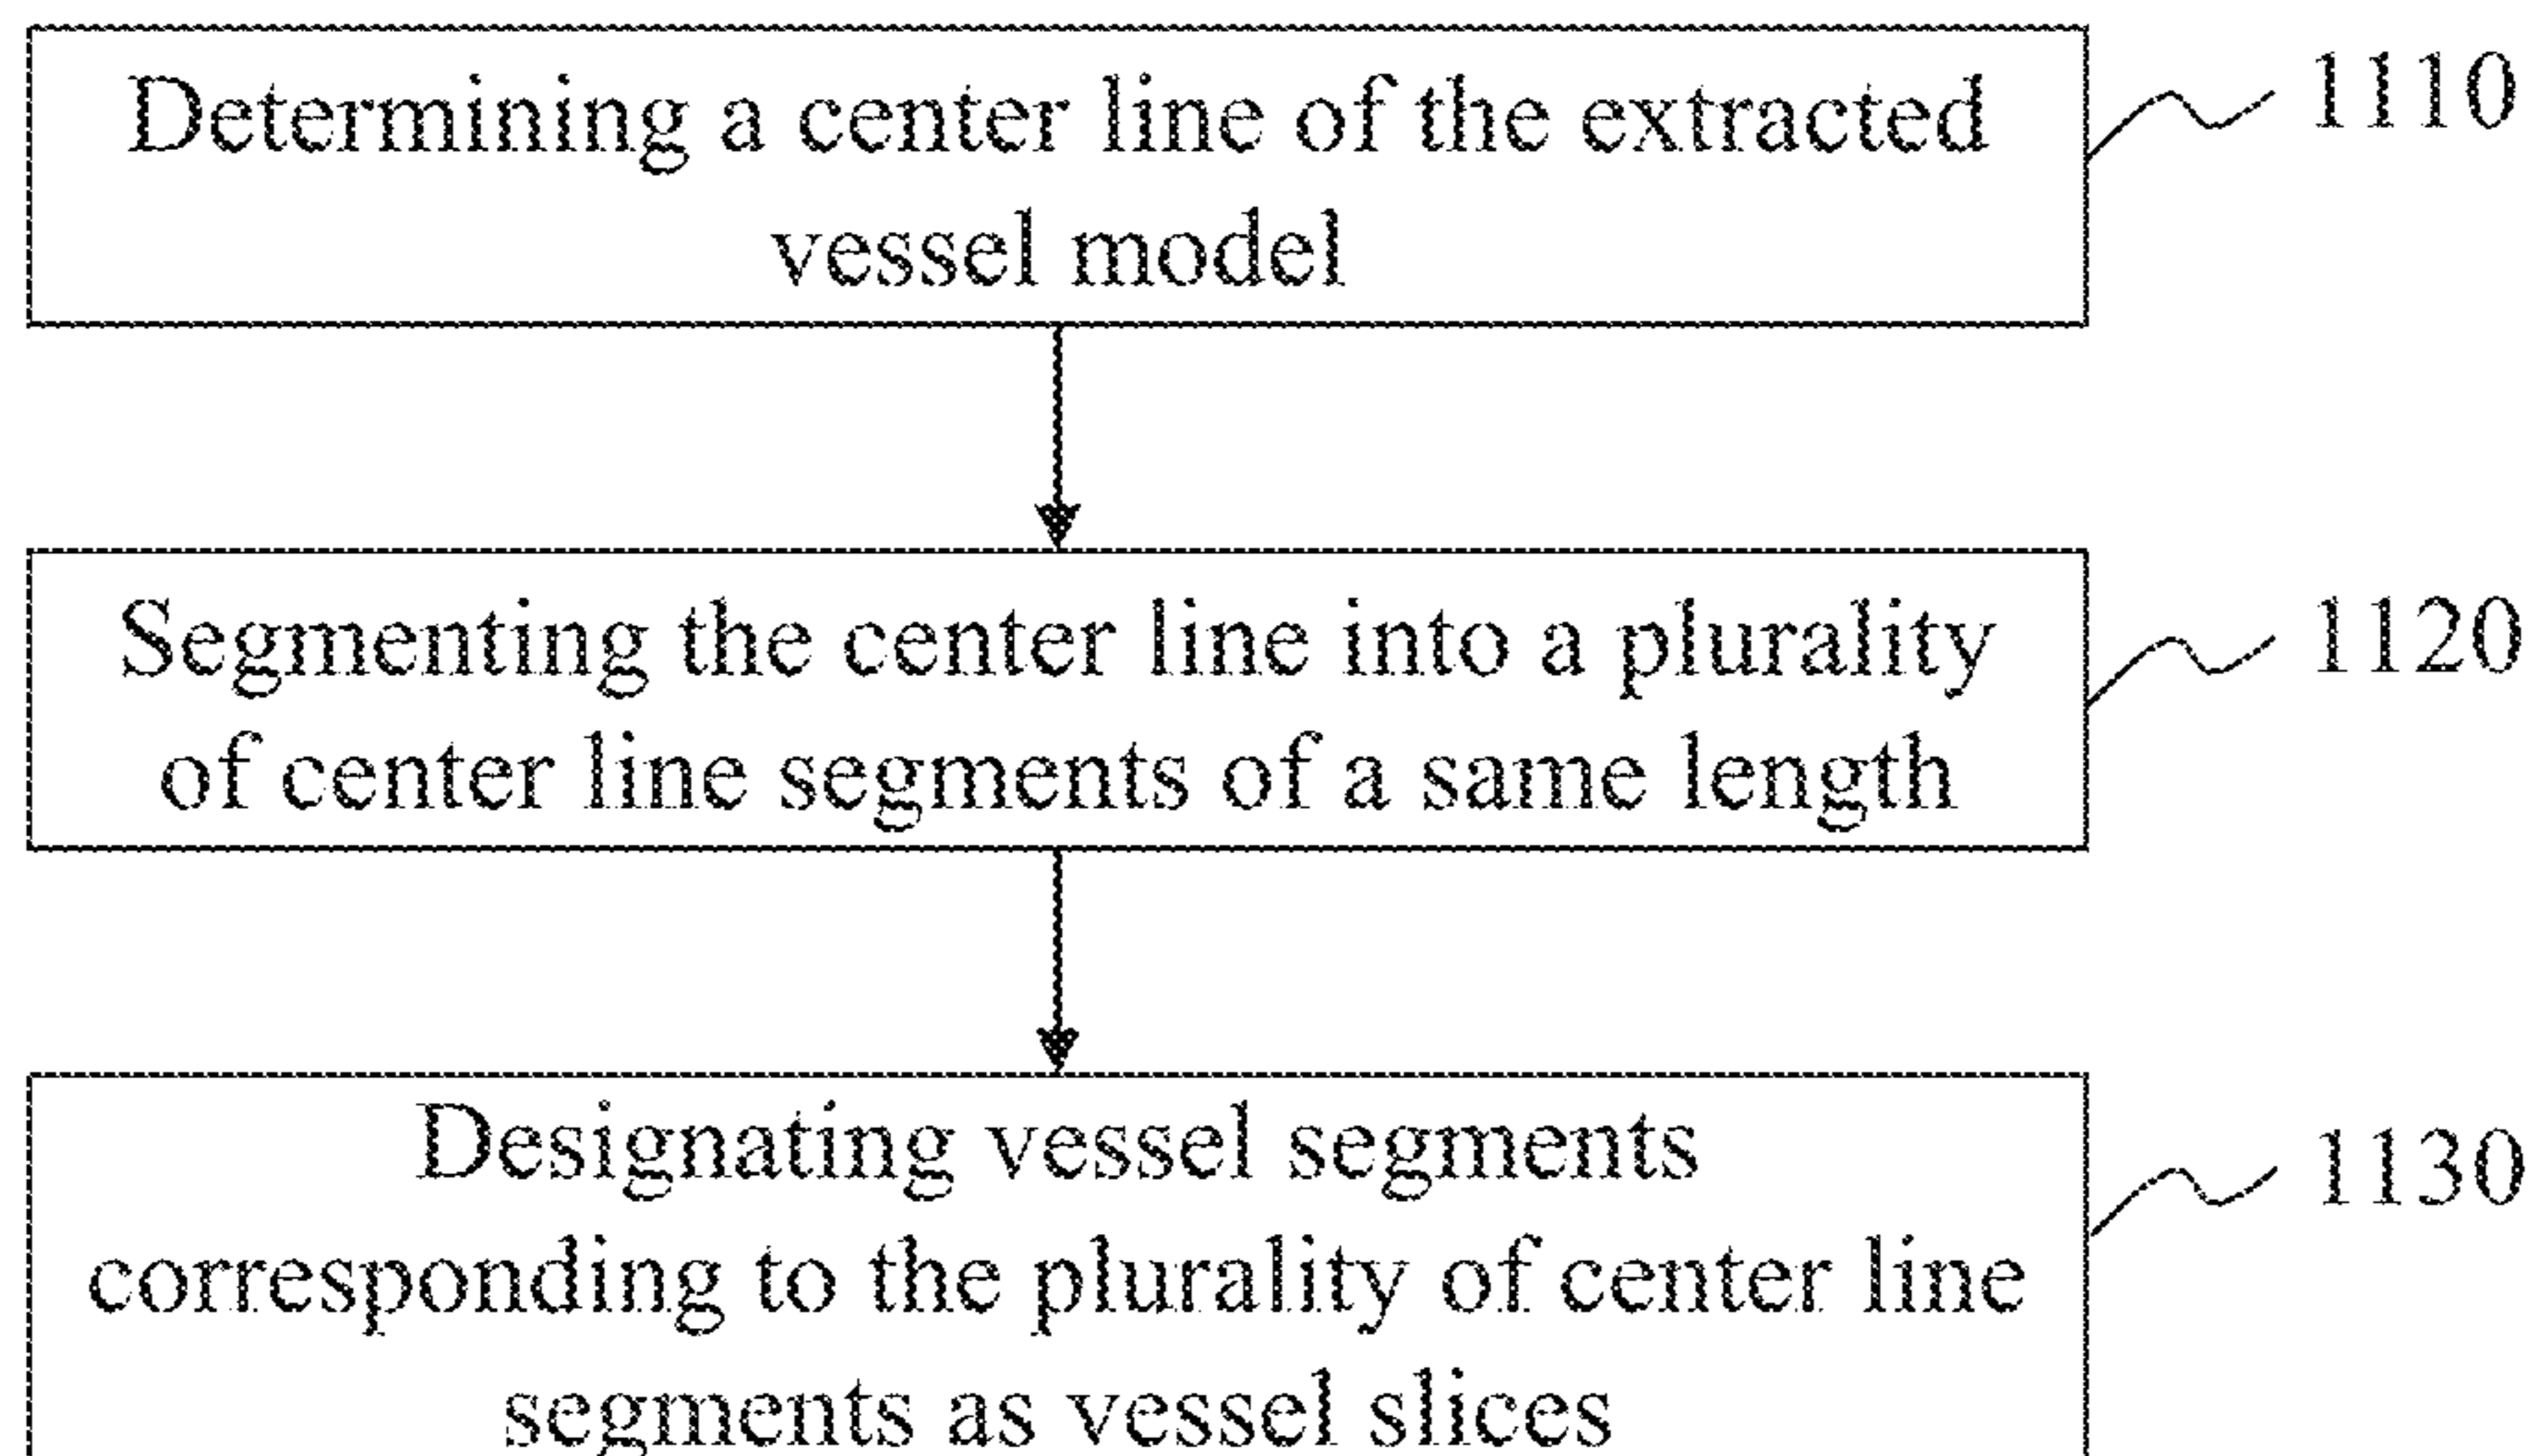 Determining a center line of the extracted
vessel model
1110
Segmenting the center line into a plurality
of center line segments of a same length
1120
Designating vessel segments
corresponding to the plurality of center line
segments as vessel slices
1130